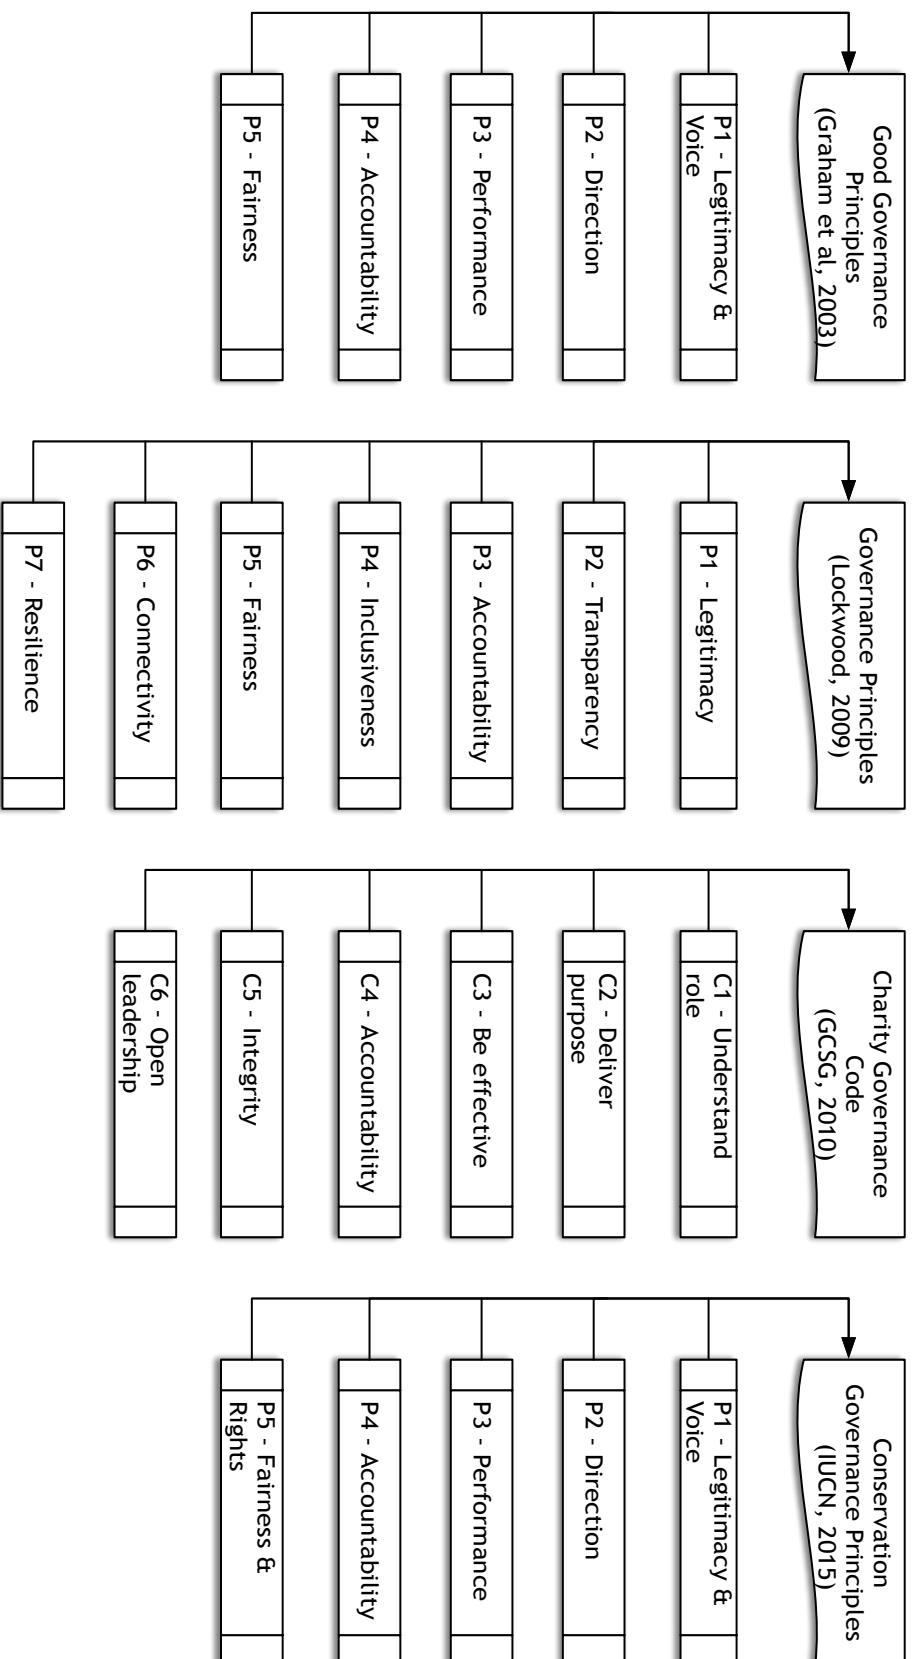 Good Governance
Principles
(Graham et al, 2003)
P1 - Legitimacy &
Voice
P2 - Direction
P3 - Performance
P4 - Accountability
P5 - Fairness
Governance Principles
(Lockwood, 2009)
P1 - Legitimacy
P2 - Transparency
P3 - Accountability
P4 - Inclusiveness
P5 - Fairness
P6 - Connectivity
P7 - Resilience
Charity Governance
Code
(GCSG, 2010)
C1 - Understand
role
C2 - Deliver
purpose
C3 - Be effective
C4 - Accountability
C5 - Integrity
C6 - Open
leadership
Conservation
Governance Principles
(IUCN, 2015)
P1 - Legitimacy &
Voice
P2 - Direction
P3 - Performance
P4 - Accountability
P5 - Fairness &
Rights